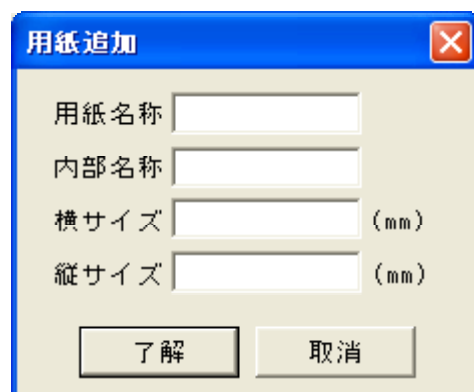 用紙追加
用紙名称
内部名称
横サイズ (mm)
縦サイズ (mm)
了解 取消